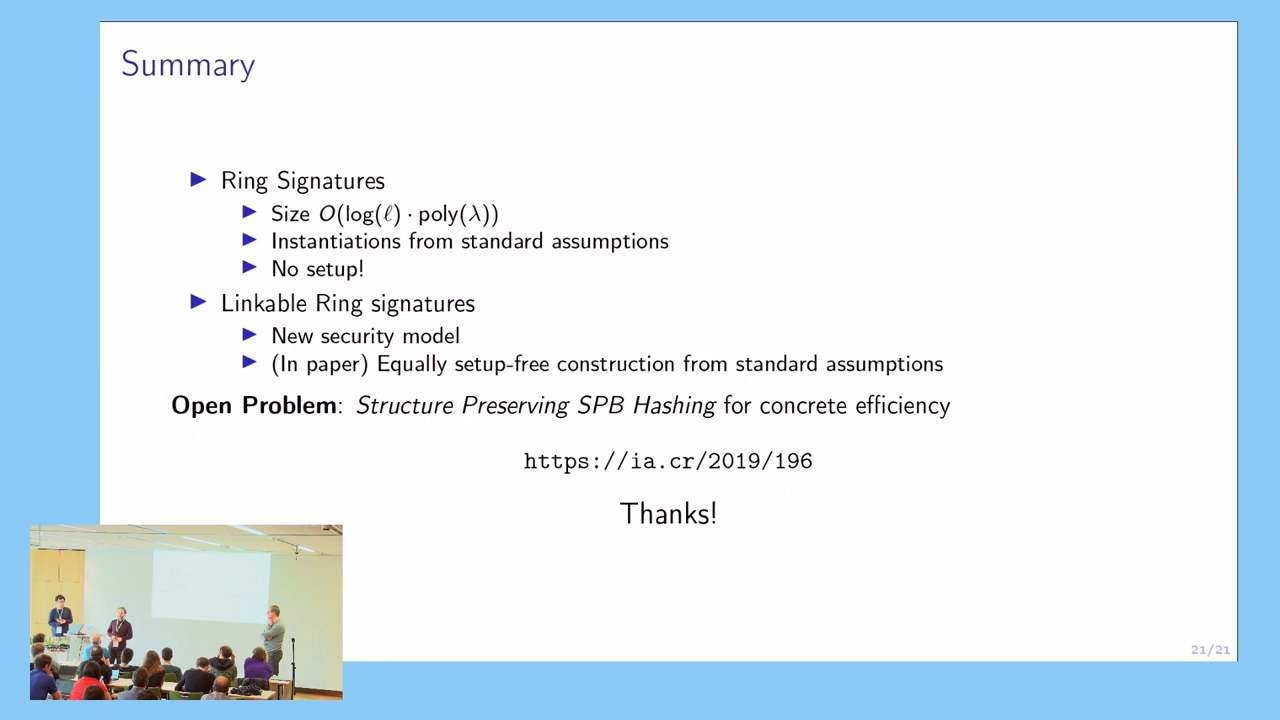 Summary
▶ Ring Signatures
▶ Size O(log(ℓ) · poly(λ))
▶ Instantiations from standard assumptions
▶ No setup!
▶ Linkable Ring signatures
▶ New security model
▶ (In paper) Equally setup-free construction from standard assumptions
Open Problem: Structure Preserving SPB Hashing for concrete efficiency
https://ia.cr/2019/196
Thanks!
21/21